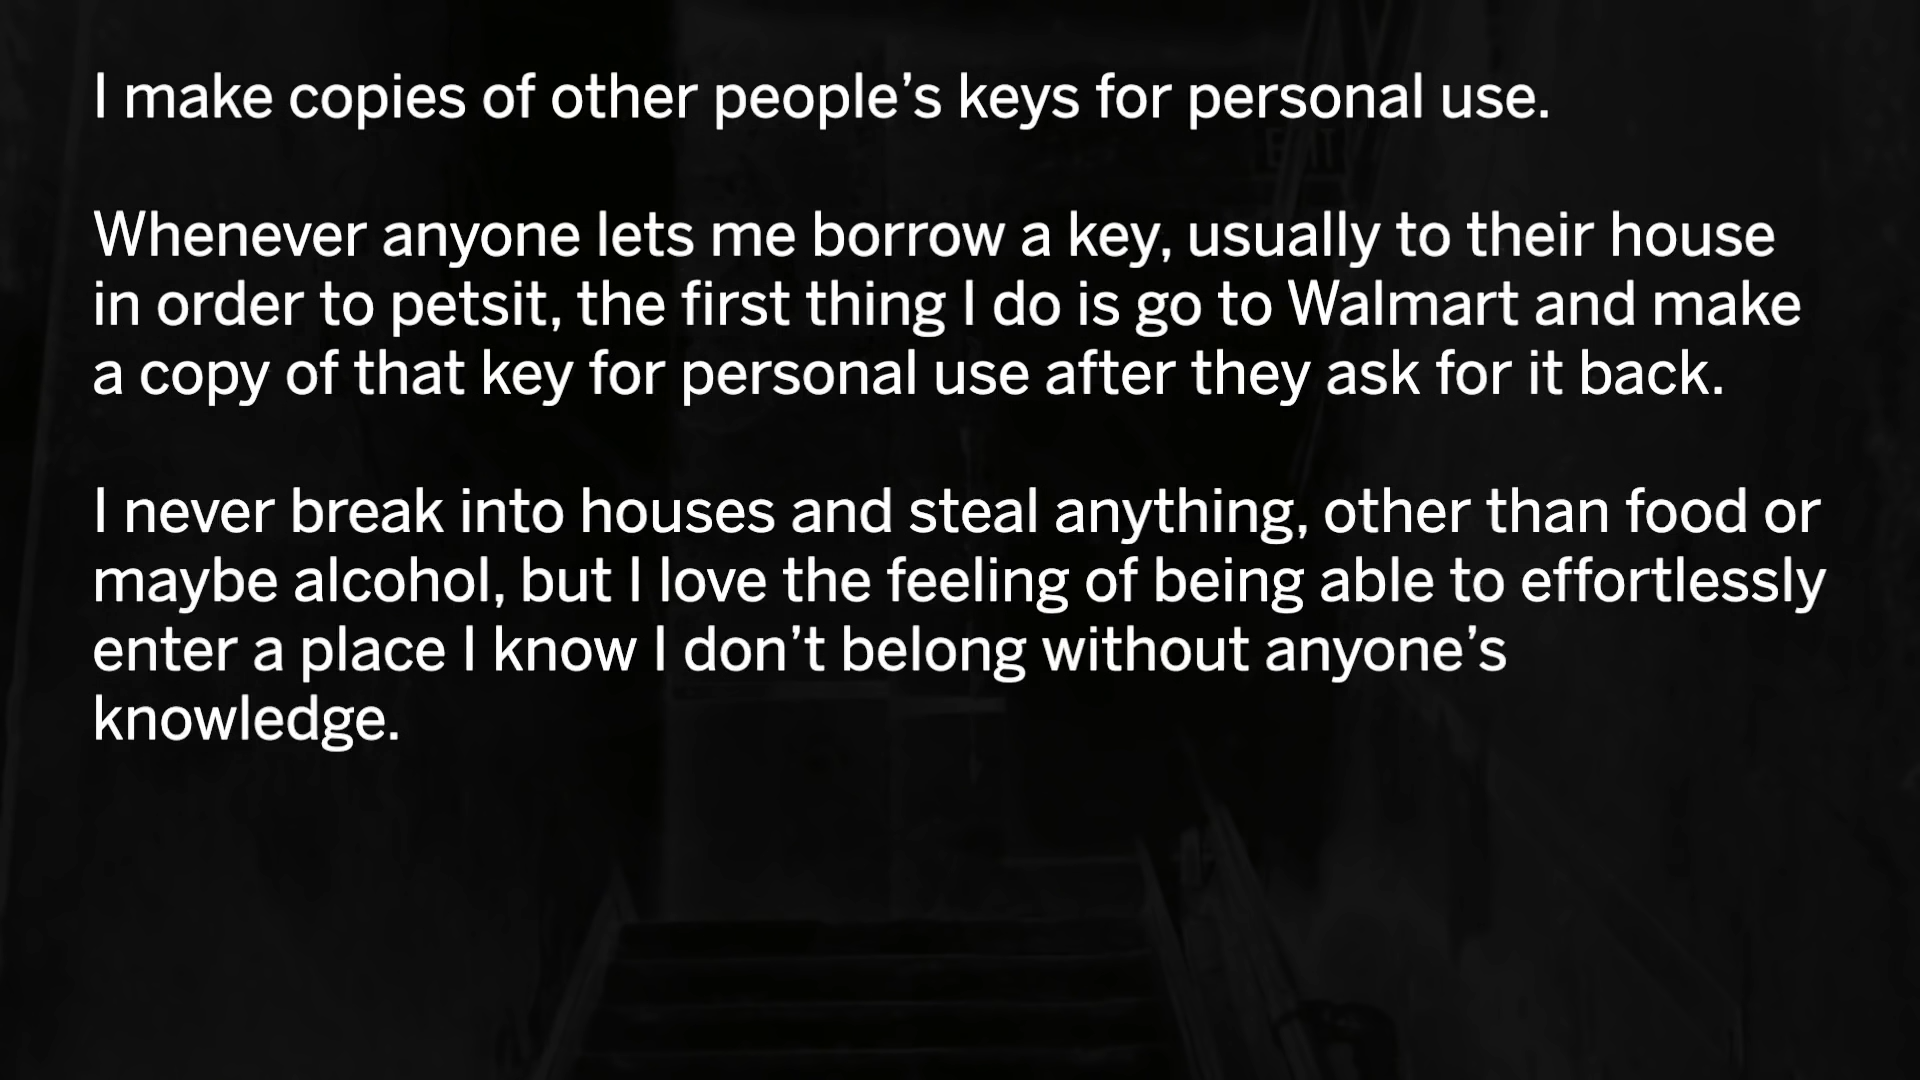 I make copies of other people’s keys for personal use.
Whenever anyone lets me borrow a key, usually to their house
in order to petsit, the first thing I do is go to Walmart and make
a copy of that key for personal use after they ask for it back.
I never break into houses and steal anything, other than food or
maybe alcohol, but I love the feeling of being able to effortlessly
enter a place I know I don’t belong without anyone’s
knowledge.
EXIT